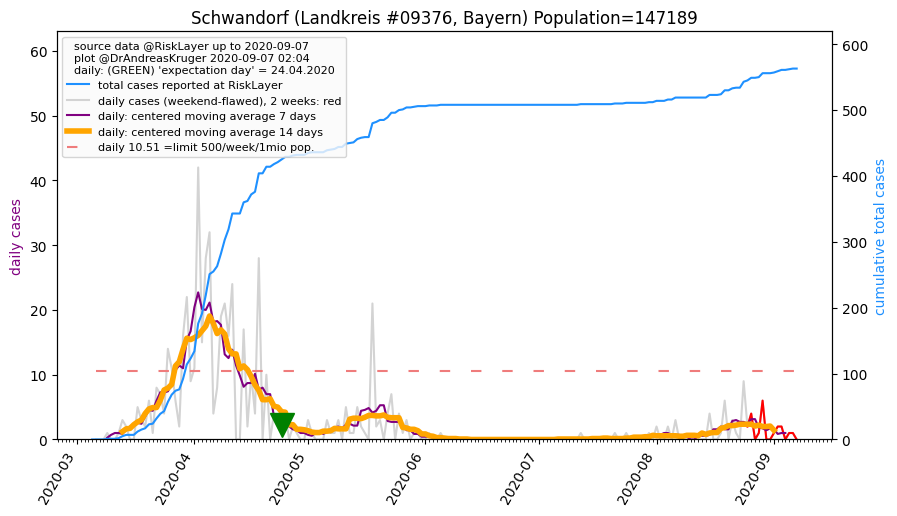 Schwandorf (Landkreis #09376, Bayern) Population=147189
source data @RiskLayer up to 2020-09-07
plot @DrAndreasKruger 2020-09-07 02:04
daily: (GREEN) 'expectation day' = 24.04.2020
total cases reported at RiskLayer
daily cases (weekend-flawed), 2 weeks: red
daily: centered moving average 7 days
daily: centered moving average 14 days
daily 10.51 =limit 500/week/1mio pop.
daily cases
60
50
40
30
20
10
0
cumulative total cases
600
500
400
300
200
100
0
2020-03
2020-04
2020-05
2020-06
2020-07
2020-08
2020-09